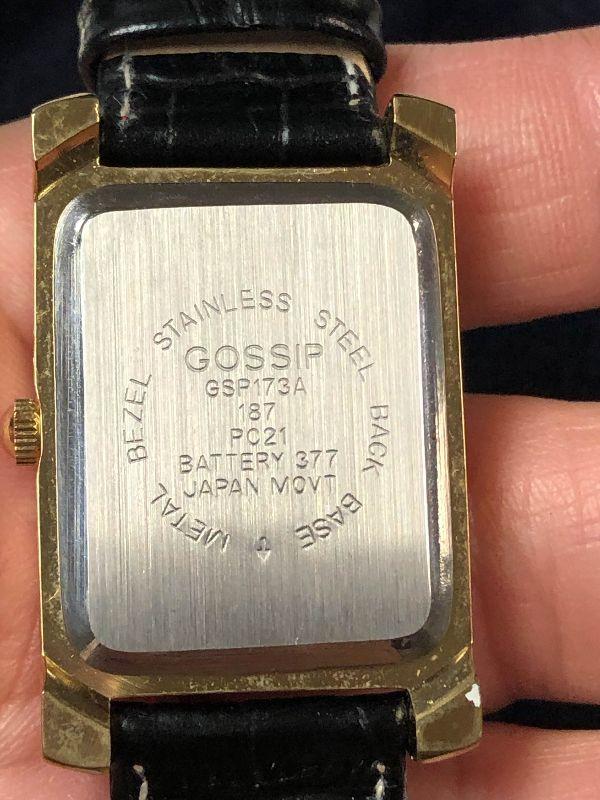 STAINLESS STEEL BACK BASE METAL BEZEL
GOSSIP
GSP173A
187
PC21
BATTERY 377
JAPAN MOVT